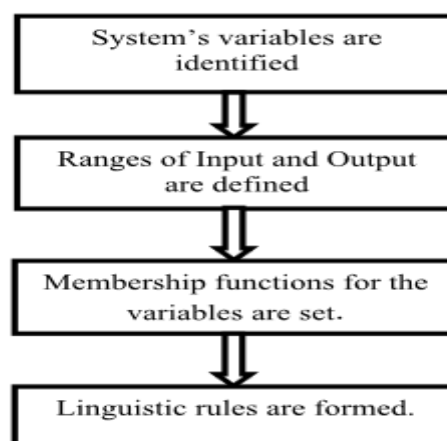 System's variables are
identified
Ranges of Input and Output
are defined
Membership functions for the
variables are set.
Linguistic rules are formed.